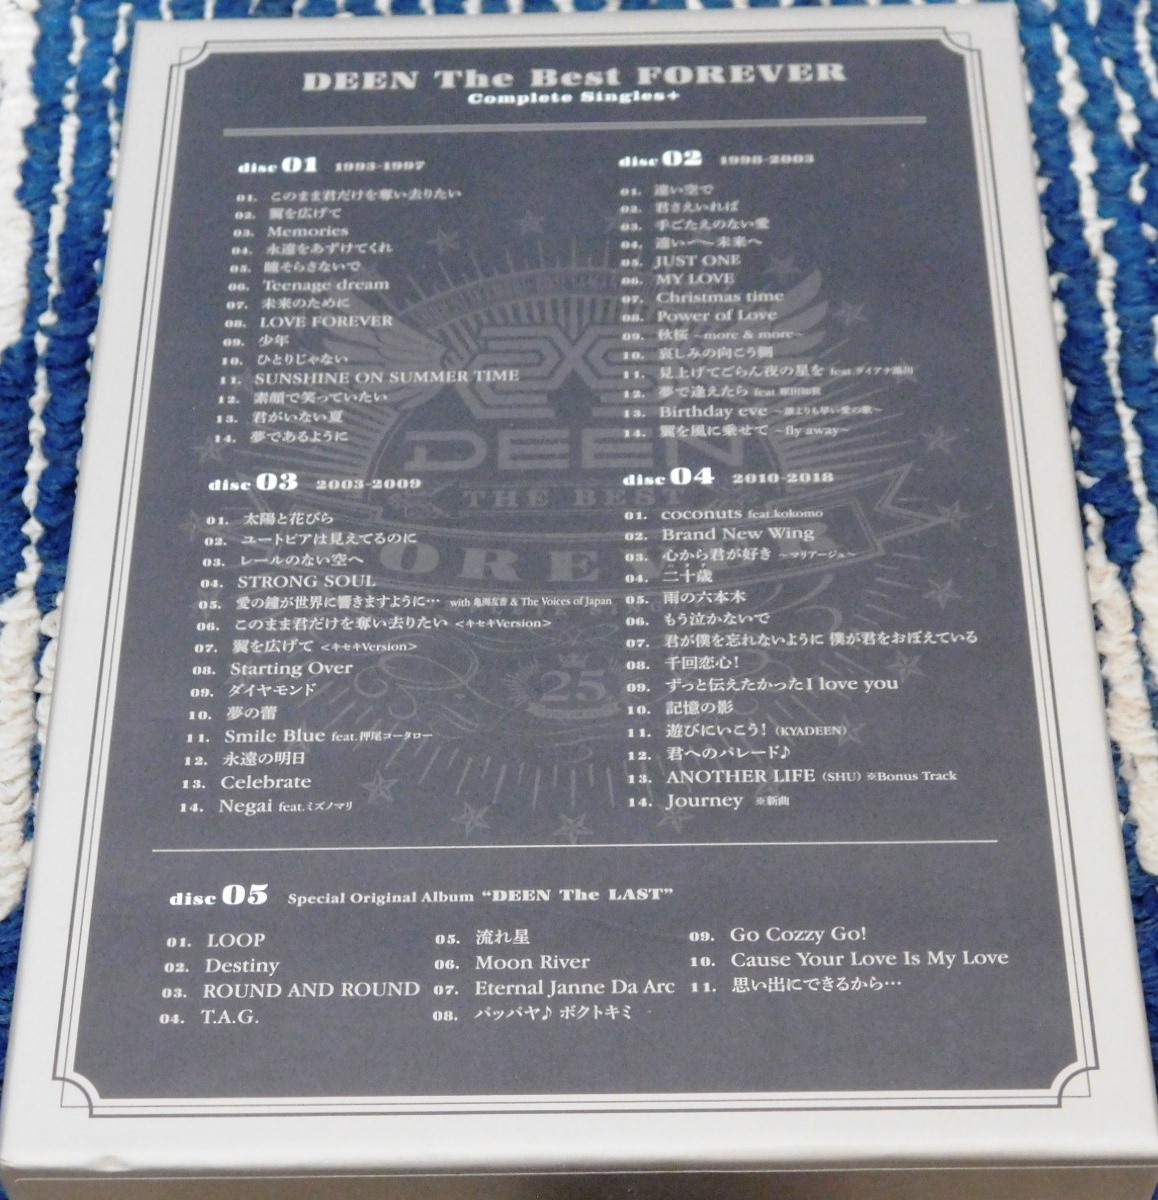 DEEN The Best FOREVER
Complete Singles+
disc 01 1993-1997
01. このまま君だけを奪い去りたい
02. 翼を広げて
03. Memories
04. 永遠をあずけてくれ
05. 瞳そらさないで
06. Teenage dream
07. 未来のために
08. LOVE FOREVER
09. 少年
10. ひとりじゃない
11. SUNSHINE ON SUMMER TIME
12. 素顔で笑っていたい
13. 君がいない夏
14. 夢であるように
disc 02 1998-2003
01. 遠い空で
02. 君さえいれば
03. 手ごたえのない愛
04. 遠い遠い未来へ
05. JUST ONE
06. MY LOVE
07. Christmas time
08. Power of Love
09. 秋桜 ~more & more~
10. 哀しみの向こう側
11. 見上げてごらん夜の星を feat.ダイアナ湯川
12. 夢で逢えたら feat.原田知世
13. Birthday eve ~誰よりも早い愛の歌~
14. 翼を風に乗せて ~fly away~
disc 03 2003-2009
01. 太陽と花びら
02. ユートピアは見えてるのに
03. レールのない空へ
04. STRONG SOUL
05. 愛の鐘が世界に響きますように… with 亀渕友香 & The Voices of Japan
06. このまま君だけを奪い去りたい <キセキVersion>
07. 翼を広げて <キセキVersion>
08. Starting Over
09. ダイヤモンド
10. 夢の蕾
11. Smile Blue feat.押尾コータロー
12. 永遠の明日
13. Celebrate
14. Negai feat.ミズノマリ
disc 04 2010-2018
01. coconuts feat.kokomo
02. Brand New Wing
03. 心から君が好き ~マリアージュ~
04. 二十歳
05. 雨の六本木
06. もう泣かないで
07. 君が僕を忘れないように 僕が君をおぼえている
08. 千回恋心!
09. ずっと伝えたかったI love you
10. 記憶の影
11. 遊びにいこう! (KYADEEN)
12. 君へのパレード♪
13. ANOTHER LIFE (SHU) ※Bonus Track
14. Journey ※新曲
DEEN
THE BEST
FOREVER
25
disc 05 Special Original Album "DEEN The LAST"
01. LOOP
02. Destiny
03. ROUND AND ROUND
04. T.A.G.
05. 流れ星
06. Moon River
07. Eternal Janne Da Arc
08. バッパヤ♪ ボクトキミ
09. Go Cozzy Go!
10. Cause Your Love Is My Love
11. 思い出にできるから…